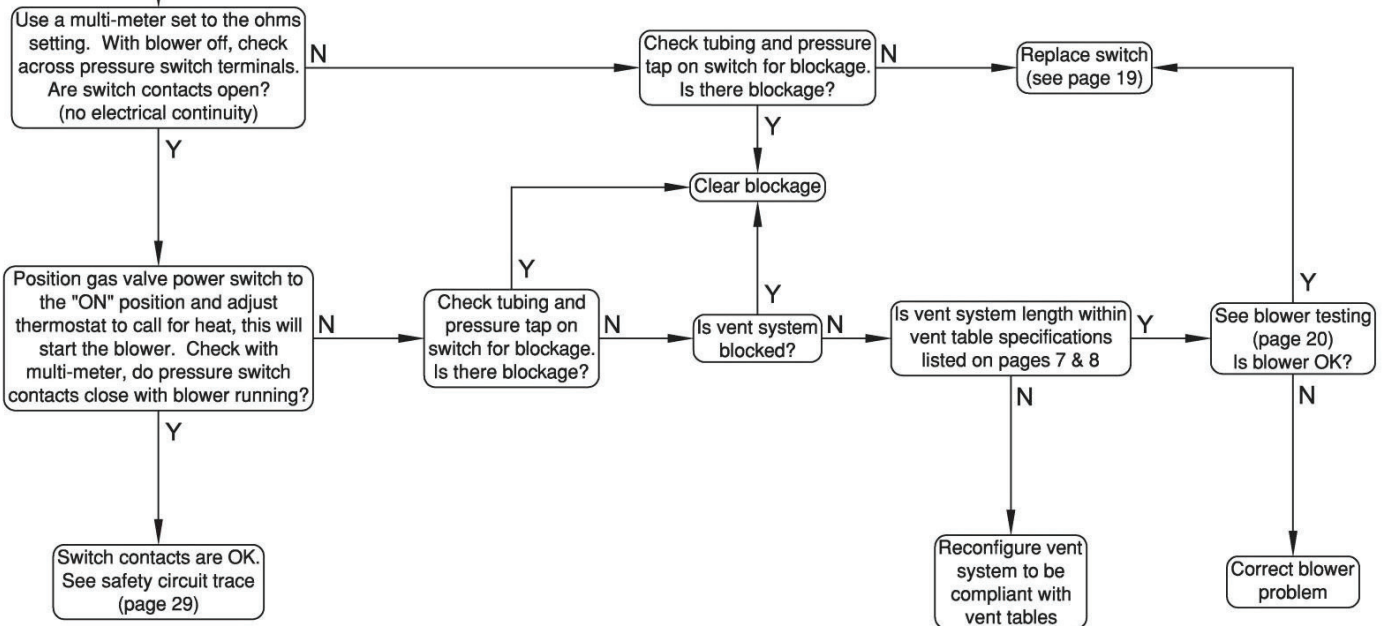 Use a multi-meter set to the ohms
setting. With blower off, check
across pressure switch terminals.
Are switch contacts open?
(no electrical continuity)
N
Check tubing and pressure
tap on switch for blockage.
Is there blockage?
N
Replace switch
(see page 19)
Y
Y
Clear blockage
Position gas valve power switch to
the "ON" position and adjust
thermostat to call for heat, this will
start the blower. Check with
multi-meter, do pressure switch
contacts close with blower running?
N
Y
Check tubing and
pressure tap on
switch for blockage.
Is there blockage?
N
Y
Is vent system
blocked?
N
Is vent system length within
vent table specifications
listed on pages 7 & 8
Y
Y
See blower testing
(page 20)
Is blower OK?
Y
N
N
Switch contacts are OK.
See safety circuit trace
(page 29)
Reconfigure vent
system to be
compliant with
vent tables
Correct blower
problem